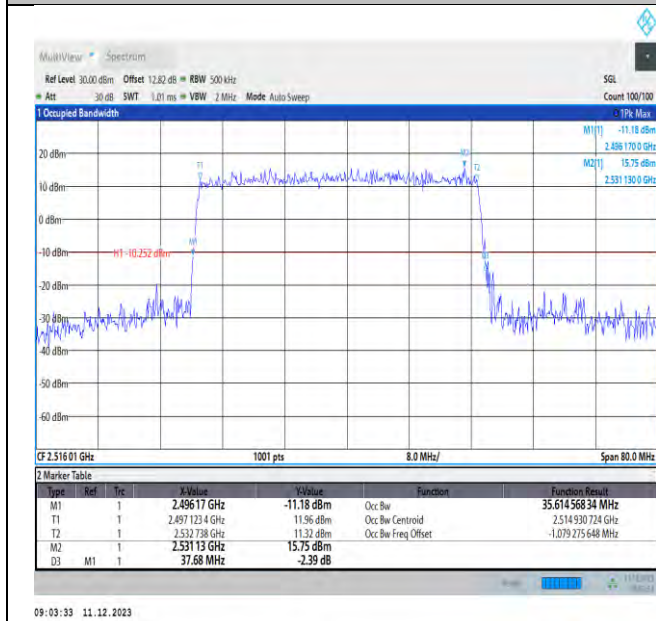 MultiView Spectrum
Ref Level 30.00 dBm Offset 12.82 dB RBW 500 kHz SGL
Att 30 dB SWT 1.01 ms VBW 2 MHz Mode Auto Sweep Count 100/100
1 Occupied Bandwidth 1Pk Max
M1[1] -11.18 dBm
2.496 170 0 GHz
M2[1] 15.75 dBm
2.531 130 0 GHz
20 dBm
T1
M2
T2
10 dBm
0 dBm
M1
-10 dBm
H1 -10.252 dBm
-20 dBm
-30 dBm
-40 dBm
-50 dBm
-60 dBm
CF 2.516 01 GHz 1001 pts 8.0 MHz/ Span 80.0 MHz
2 Marker Table
Type Ref Trc X-Value Y-Value Function Function Result
M1 1 2.496 17 GHz -11.18 dBm Occ Bw 35.614 568 34 MHz
T1 1 2.497 123 4 GHz 11.96 dBm Occ Bw Centroid 2.514 930 724 GHz
T2 1 2.532 738 GHz 11.32 dBm Occ Bw Freq Offset -1.079 275 648 MHz
M2 1 2.531 13 GHz 15.75 dBm
D3 M1 1 37.68 MHz -2.39 dB
09:03:33 11.12.2023